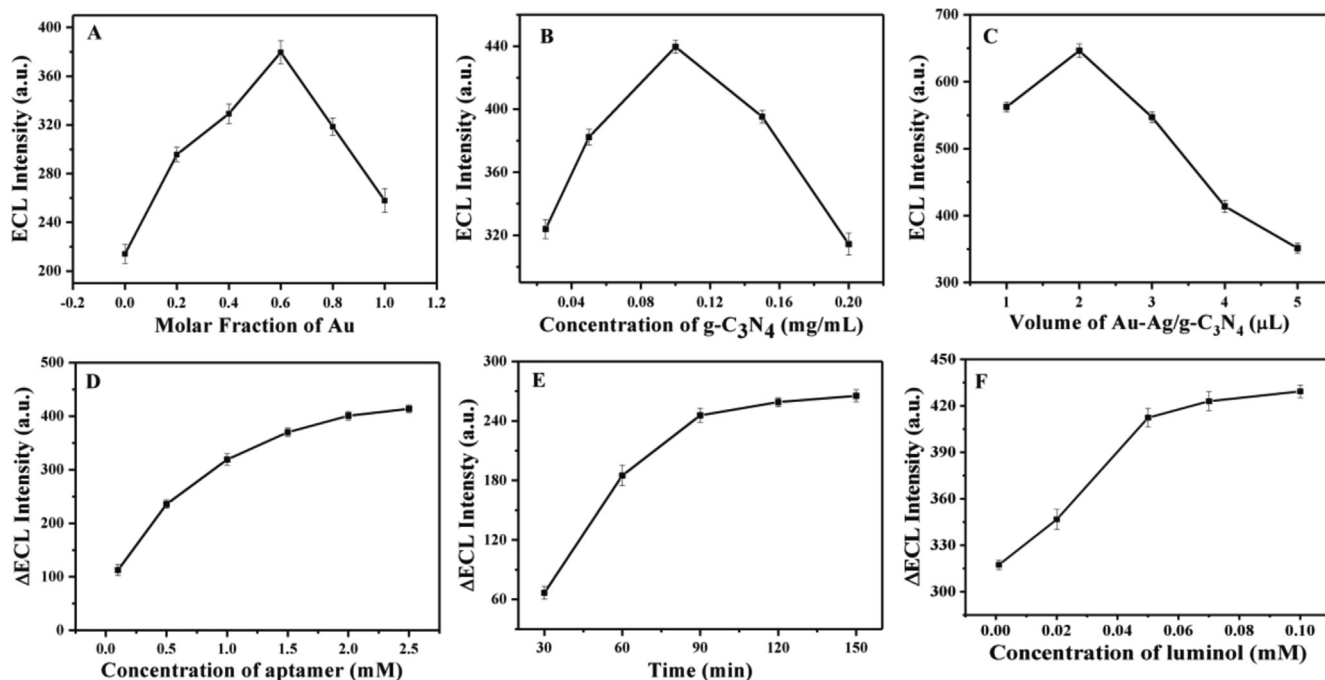 A
ECL Intensity (a.u.)
400
360
320
280
240
200
-0.2 0.0 0.2 0.4 0.6 0.8 1.0 1.2
Molar Fraction of Au
B
ECL Intensity (a.u.)
440
400
360
320
0.04 0.08 0.12 0.16 0.20
Concentration of g-C₃N₄ (mg/mL)
C
ECL Intensity (a.u.)
700
600
500
400
300
1 2 3 4 5
Volume of Au-Ag/g-C₃N₄ (μL)
D
ΔECL Intensity (a.u.)
500
400
300
200
100
0
0.0 0.5 1.0 1.5 2.0 2.5
Concentration of aptamer (mM)
E
ΔECL Intensty (a.u.)
300
240
180
120
60
30 60 90 120 150
Time (min)
F
ΔECL Intensity (a.u.)
450
420
390
360
330
300
0.00 0.02 0.04 0.06 0.08 0.10
Concentration of luminol (mM)